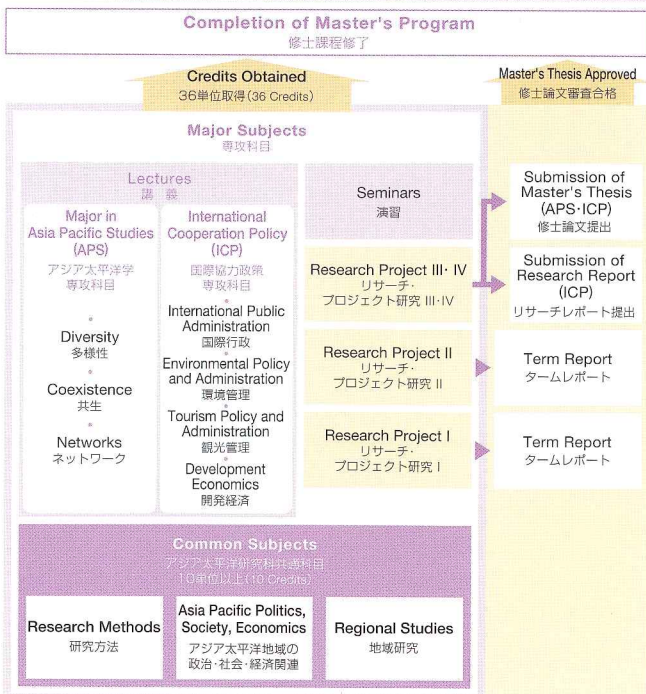 Completion of Master's Program
修士課程修了
Credits Obtained
36単位取得(36 Credits)
Master's Thesis Approved
修士論文審査合格
Major Subjects
専攻科目
Lectures
講 義
Major in
Asia Pacific Studies
(APS)
アジア太平洋学
専攻科目
Diversity
多様性
Coexistence
共生
Networks
ネットワーク
International
Cooperation Policy
(ICP)
国際協力政策
専攻科目
International Public
Administration
国際行政
Environmental Policy
and Administration
環境管理
Tourism Policy and
Administration
観光管理
Development
Economics
開発経済
Seminars
演習
Research Project III・IV
リサーチ・
プロジェクト研究 III・IV
Research Project II
リサーチ・
プロジェクト研究 II
Research Project I
リサーチ・
プロジェクト研究 I
Submission of
Master's Thesis
(APS・ICP)
修士論文提出
Submission of
Research Report
(ICP)
リサーチレポート提出
Term Report
タームレポート
Term Report
タームレポート
Common Subjects
アジア太平洋研究科共通科目
10単位以上(10 Credits)
Research Methods
研究方法
Asia Pacific Politics,
Society, Economics
アジア太平洋地域の
政治・社会・経済関連
Regional Studies
地域研究